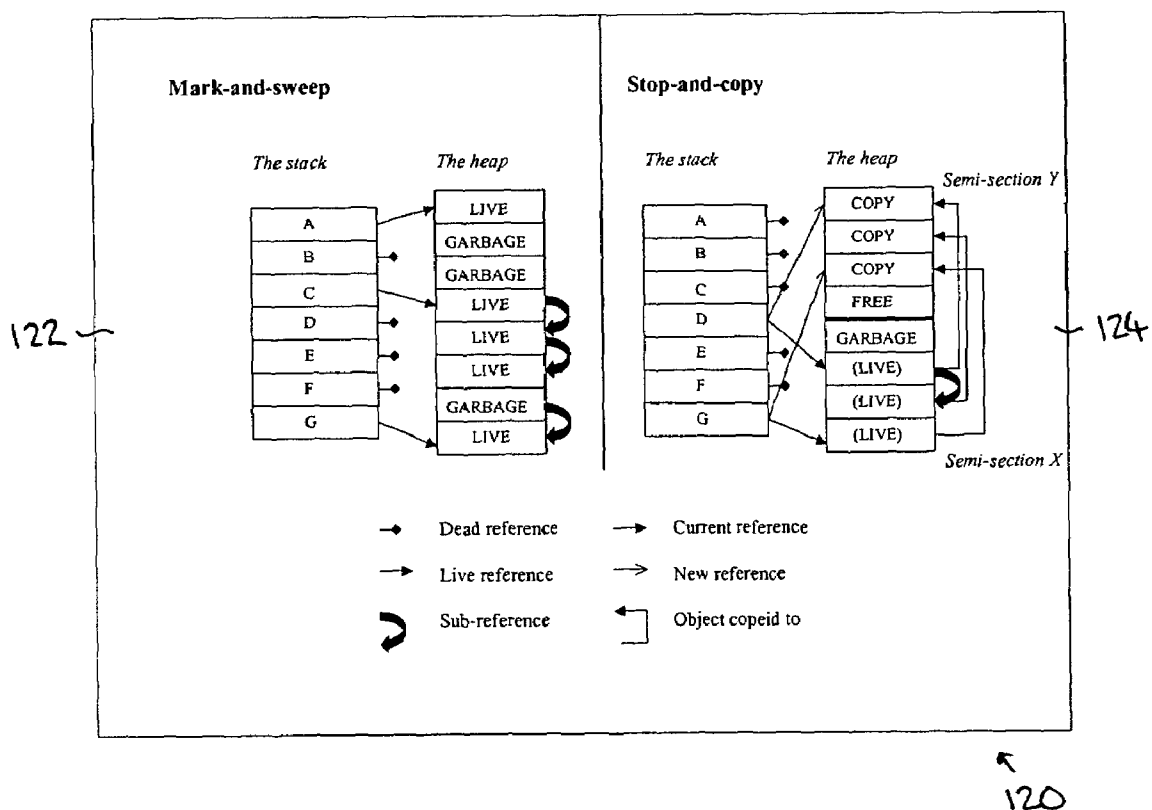 Mark-and-sweep
The stack
The heap
A
B
C
D
E
F
G
LIVE
GARBAGE
GARBAGE
LIVE
LIVE
LIVE
GARBAGE
LIVE
Stop-and-copy
The stack
The heap
Semi-section Y
A
B
C
D
E
F
G
COPY
COPY
COPY
FREE
GARBAGE
(LIVE)
(LIVE)
(LIVE)
Semi-section X
122
124
Dead reference
Current reference
Live reference
New reference
Sub-reference
Object copeid to
120